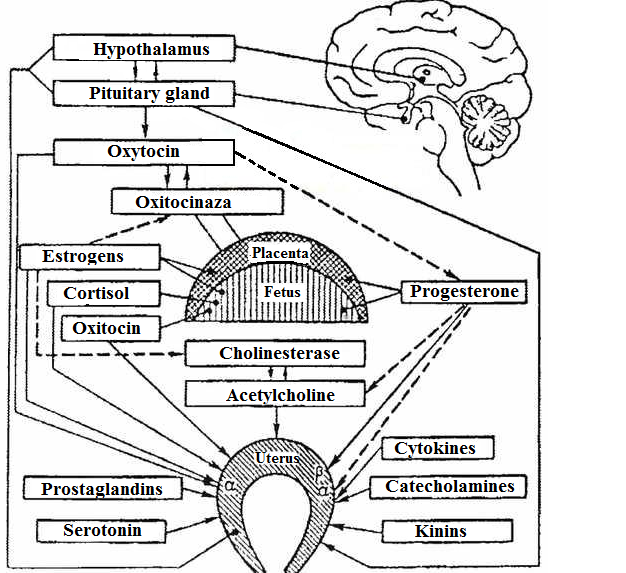 Hypothalamus
Pituitary gland
Oxytocin
Oxitocinaza
Estrogens
Placenta
Cortisol
Fetus
Progesterone
Oxitocin
Cholinesterase
Acetylcholine
Uterus
Cytokines
β
α
α
Prostaglandins
Catecholamines
Serotonin
Kinins